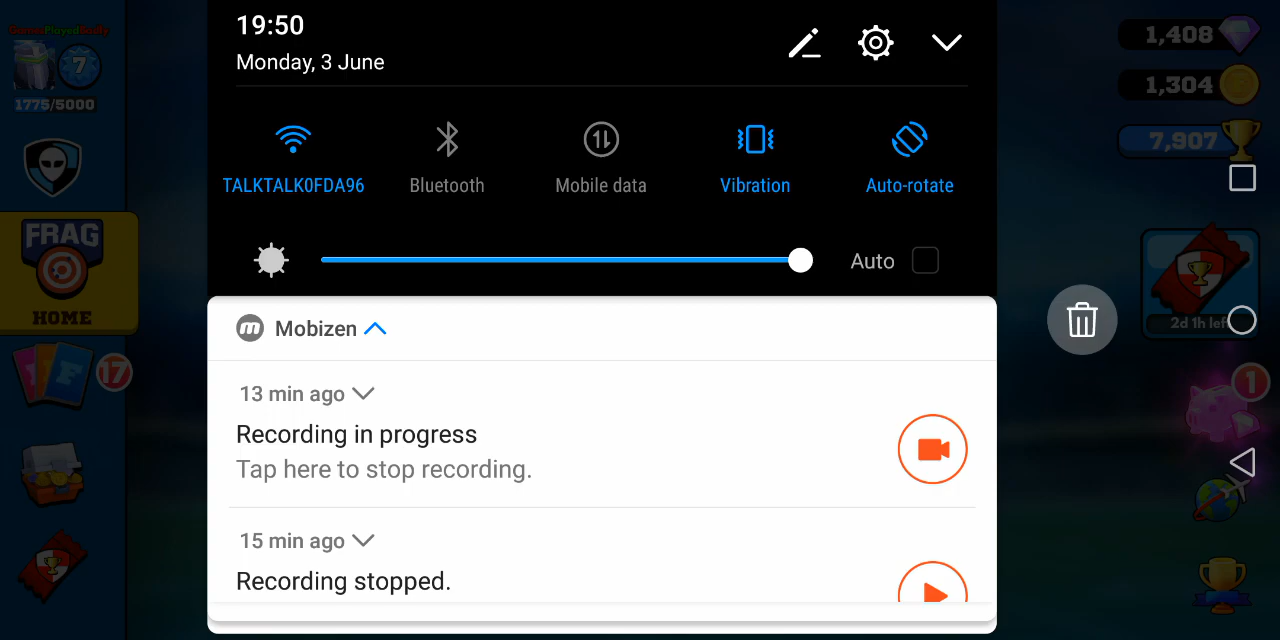 19:50
Monday, 3 June
TALKTALK0FDA96
Bluetooth
Mobile data
Vibration
Auto-rotate
Auto
Mobizen
13 min ago
Recording in progress
Tap here to stop recording.
15 min ago
Recording stopped.
GamesPlayedBadly
7
1775/5000
FRAG
HOME
17
1,408
1,304
7,907
2d 1h left
1